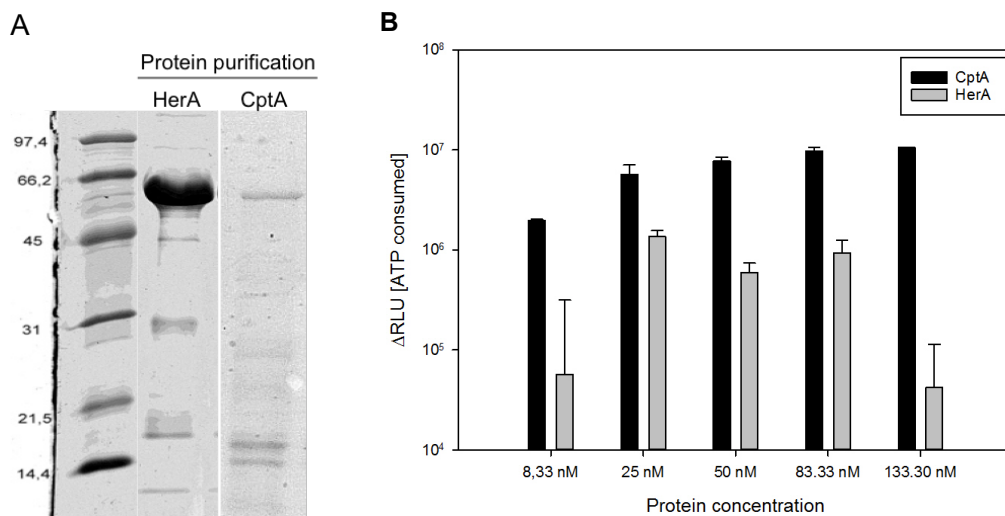 A
Protein purification
HerA CptA
97,4
66,2
45
31
21,5
14,4
B
10⁸
10⁷
10⁶
10⁵
10⁴
ΔRLU [ATP consumed]
CptA
HerA
8,33 nM 25 nM 50 nM 83.33 nM 133.30 nM
Protein concentration